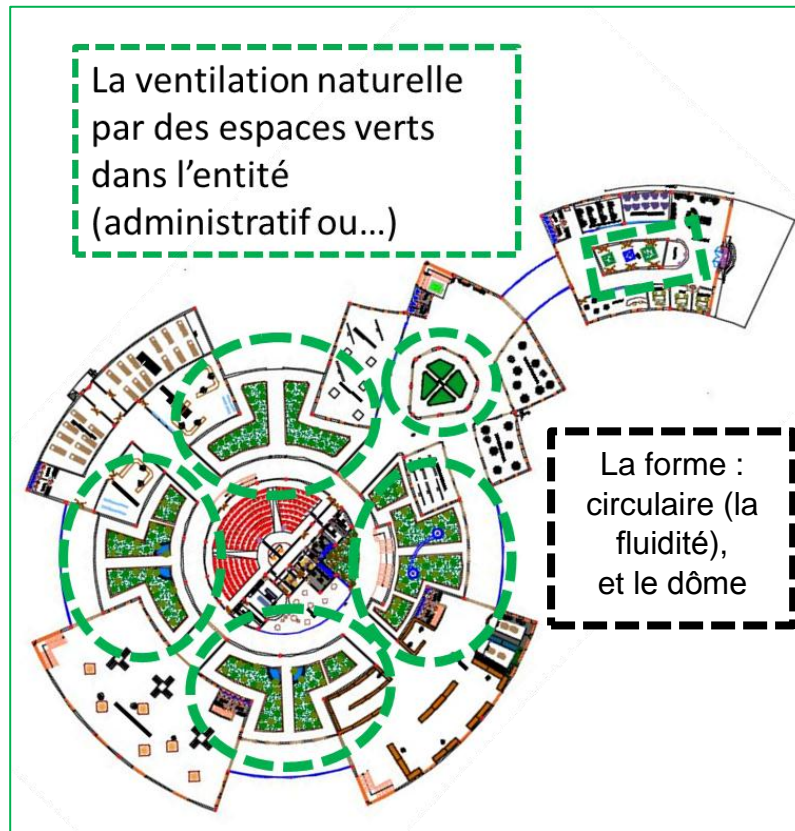 La ventilation naturelle
par des espaces verts
dans l’entité
(administratif ou…)
La forme :
circulaire (la
fluidité),
et le dôme